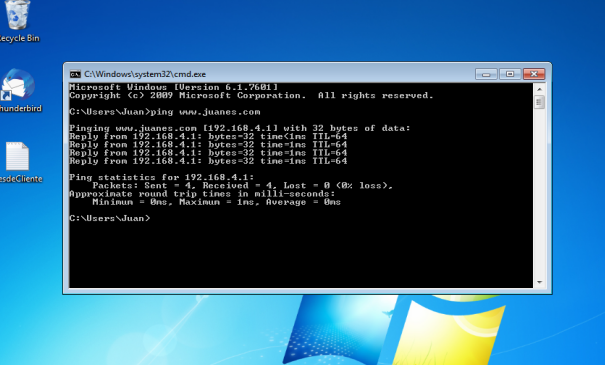 Recycle Bin
Thunderbird
desdeCliente
C:\Windows\system32\cmd.exe
Microsoft Windows [Version 6.1.7601]
Copyright (c) 2009 Microsoft Corporation.  All rights reserved.
C:\Users\Juan>ping www.juanes.com
Pinging www.juanes.com [192.168.4.1] with 32 bytes of data:
Reply from 192.168.4.1: bytes=32 time<1ms TTL=64
Reply from 192.168.4.1: bytes=32 time=1ms TTL=64
Reply from 192.168.4.1: bytes=32 time=1ms TTL=64
Reply from 192.168.4.1: bytes=32 time=1ms TTL=64
Ping statistics for 192.168.4.1:
    Packets: Sent = 4, Received = 4, Lost = 0 (0% loss),
Approximate round trip times in milli-seconds:
    Minimum = 0ms, Maximum = 1ms, Average = 0ms
C:\Users\Juan>